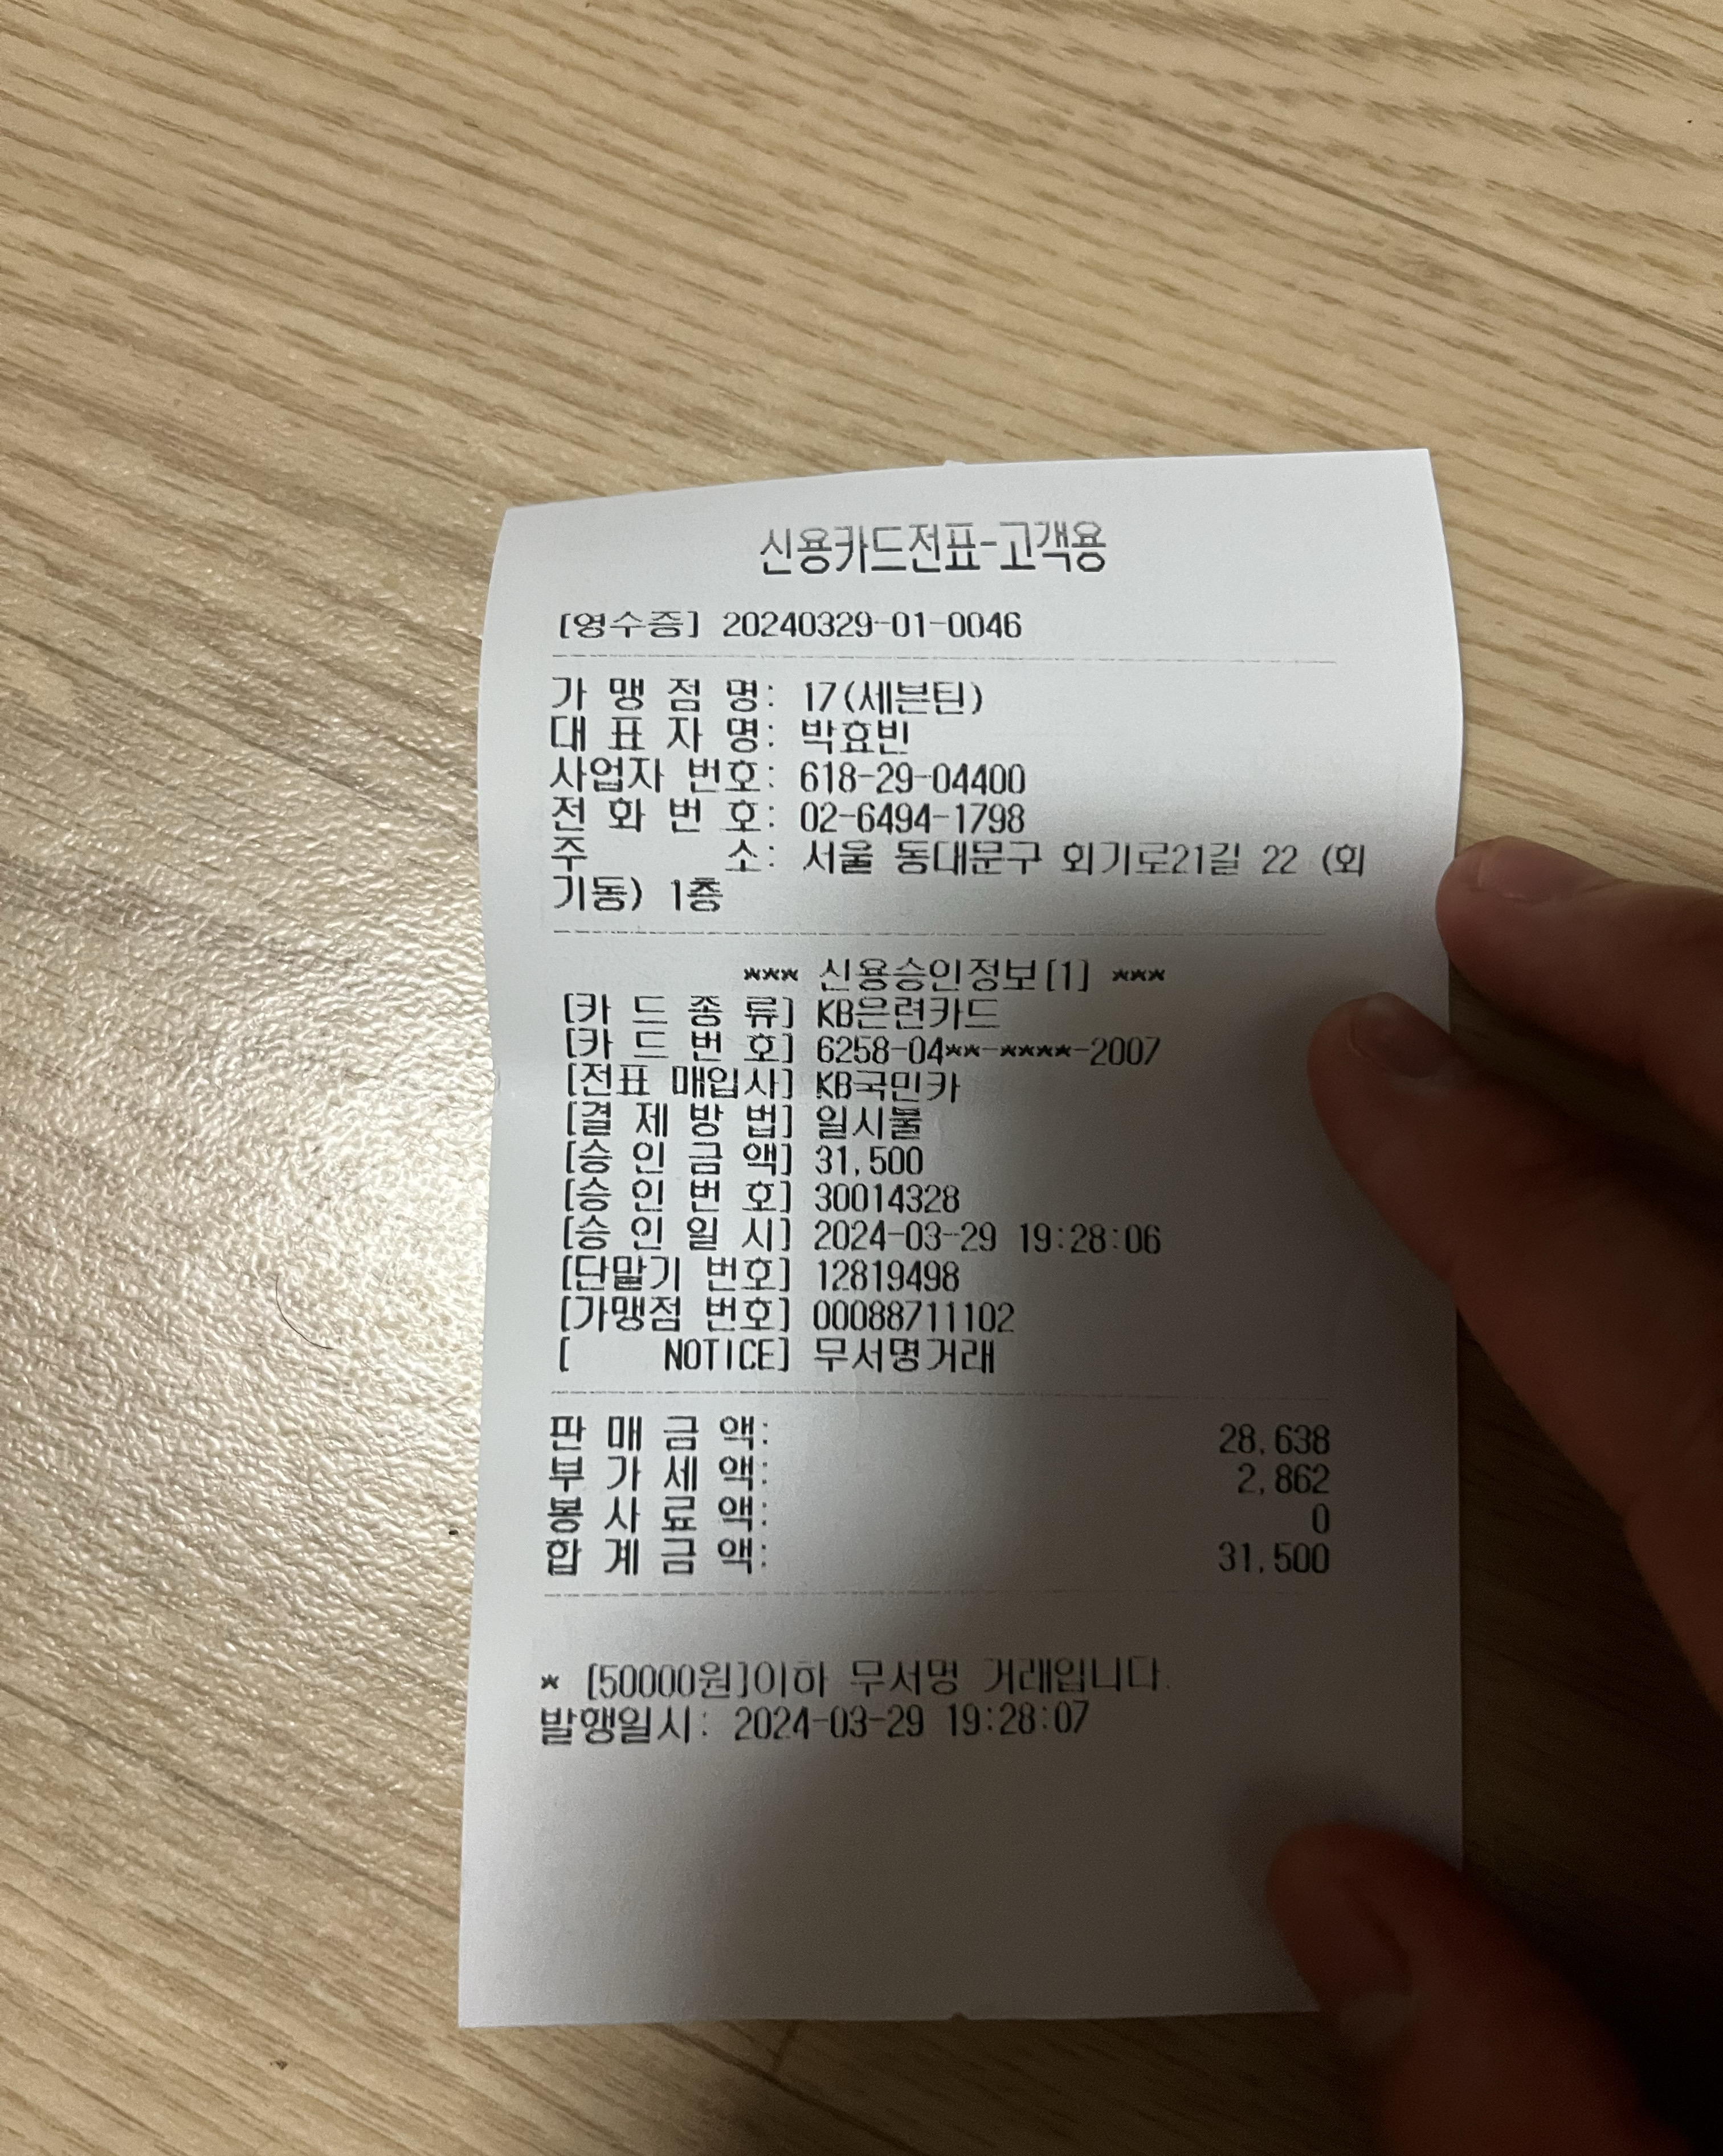 신용카드전표-고객용
[영수증] 20240329-01-0046
가 맹 점 명: 17(세븐틴)
대 표 자 명: 박효빈
사업자 번호: 618-29-04400
전 화 번 호: 02-6494-1798
주 소: 서울 동대문구 회기로21길 22 (회
기동) 1층
*** 신용승인정보[1] ***
[카 드 종 류] KB은련카드
[카 드 번 호] 6258-04**-****-2007
[전표 매입사] KB국민카
[결 제 방 법] 일시불
[승 인 금 액] 31,500
[승 인 번 호] 30014328
[승 인 일 시] 2024-03-29 19:28:06
[단말기 번호] 12819498
[가맹점 번호] 00088711102
[ NOTICE] 무서명거래
판 매 금 액: 28,638
부 가 세 액: 2,862
봉 사 료 액: 0
합 계 금 액: 31,500
* [50000원]이하 무서명 거래입니다.
발행일시: 2024-03-29 19:28:07